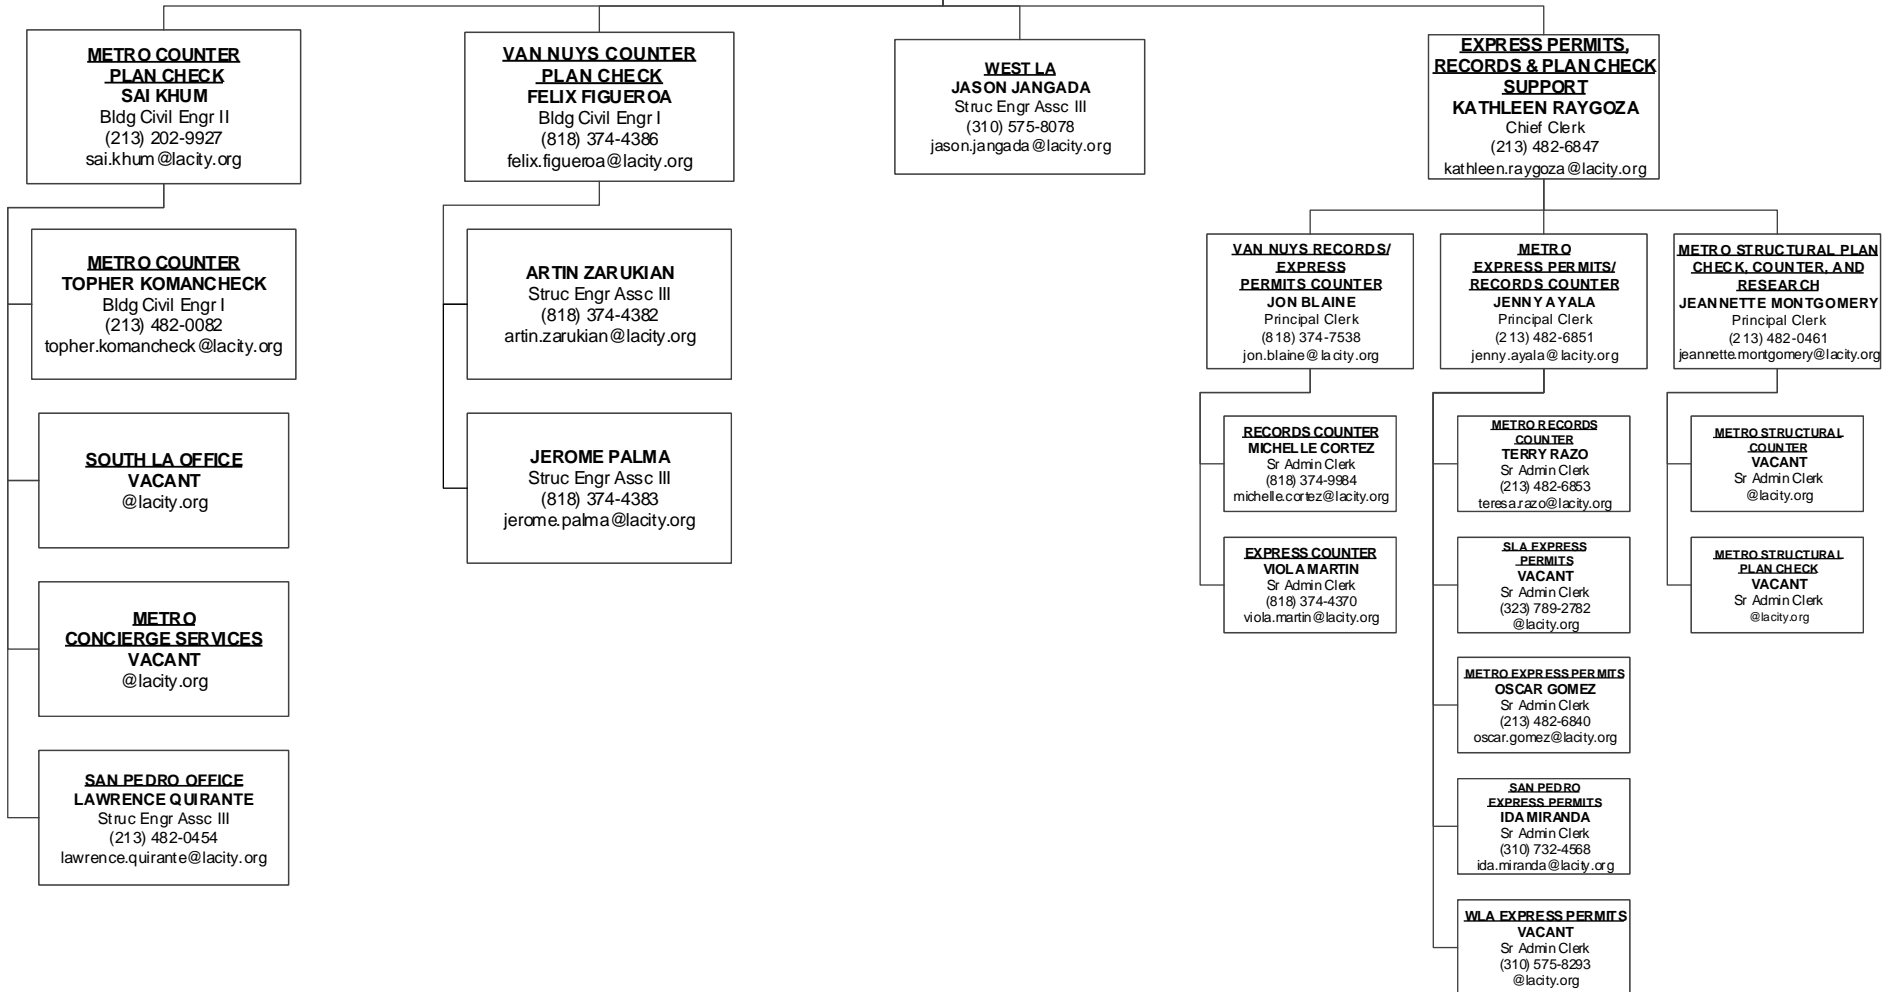 METRO COUNTER
PLAN CHECK
SAI KHUM
Bldg Civil Engr II
(213) 202-9927
sai.khum@lacity.org
VAN NUYS COUNTER
PLAN CHECK
FELIX FIGUEROA
Bldg Civil Engr I
(818) 374-4386
felix.figueroa@lacity.org
WEST LA
JASON JANGADA
Struc Engr Assc III
(310) 575-8078
jason.jangada@lacity.org
EXPRESS PERMITS,
RECORDS & PLAN CHECK
SUPPORT
KATHLEEN RAYGOZA
Chief Clerk
(213) 482-6847
kathleen.raygoza@lacity.org
METRO COUNTER
TOPHER KOMANCHECK
Bldg Civil Engr I
(213) 482-0082
topher.komancheck@lacity.org
SOUTH LA OFFICE
VACANT
@lacity.org
METRO
CONCIERGE SERVICES
VACANT
@lacity.org
SAN PEDRO OFFICE
LAWRENCE QUIRANTE
Struc Engr Assc III
(213) 482-0454
lawrence.quirante@lacity.org
ARTIN ZARUKIAN
Struc Engr Assc III
(818) 374-4382
artin.zarukian@lacity.org
JEROME PALMA
Struc Engr Assc III
(818) 374-4383
jerome.palma@lacity.org
VAN NUYS RECORDS/
EXPRESS
PERMITS COUNTER
JON BLAINE
Principal Clerk
(818) 374-7538
jon.blaine@lacity.org
RECORDS COUNTER
MICHELLE CORTEZ
Sr Admin Clerk
(818) 374-9984
michelle.cortez@lacity.org
EXPRESS COUNTER
VIOLA MARTIN
Sr Admin Clerk
(818) 374-4370
viola.martin@lacity.org
METRO
EXPRESS PERMITS/
RECORDS COUNTER
JENNY AYALA
Principal Clerk
(213) 482-6851
jenny.ayala@lacity.org
METRO RECORDS
COUNTER
TERRY RAZO
Sr Admin Clerk
(213) 482-6853
teresa.razo@lacity.org
SLA EXPRESS
PERMITS
VACANT
Sr Admin Clerk
(323) 789-2782
@lacity.org
METRO EXPRESS PERMITS
OSCAR GOMEZ
Sr Admin Clerk
(213) 482-6840
oscar.gomez@lacity.org
SAN PEDRO
EXPRESS PERMITS
IDA MIRANDA
Sr Admin Clerk
(310) 732-4568
ida.miranda@lacity.org
WLA EXPRESS PERMITS
VACANT
Sr Admin Clerk
(310) 575-8293
@lacity.org
METRO STRUCTURAL PLAN
CHECK, COUNTER, AND
RESEARCH
JEANNETTE MONTGOMERY
Principal Clerk
(213) 482-0461
jeannette.montgomery@lacity.org
METRO STRUCTURAL
COUNTER
VACANT
Sr Admin Clerk
@lacity.org
METRO STRUCTURAL
PLAN CHECK
VACANT
Sr Admin Clerk
@lacity.org